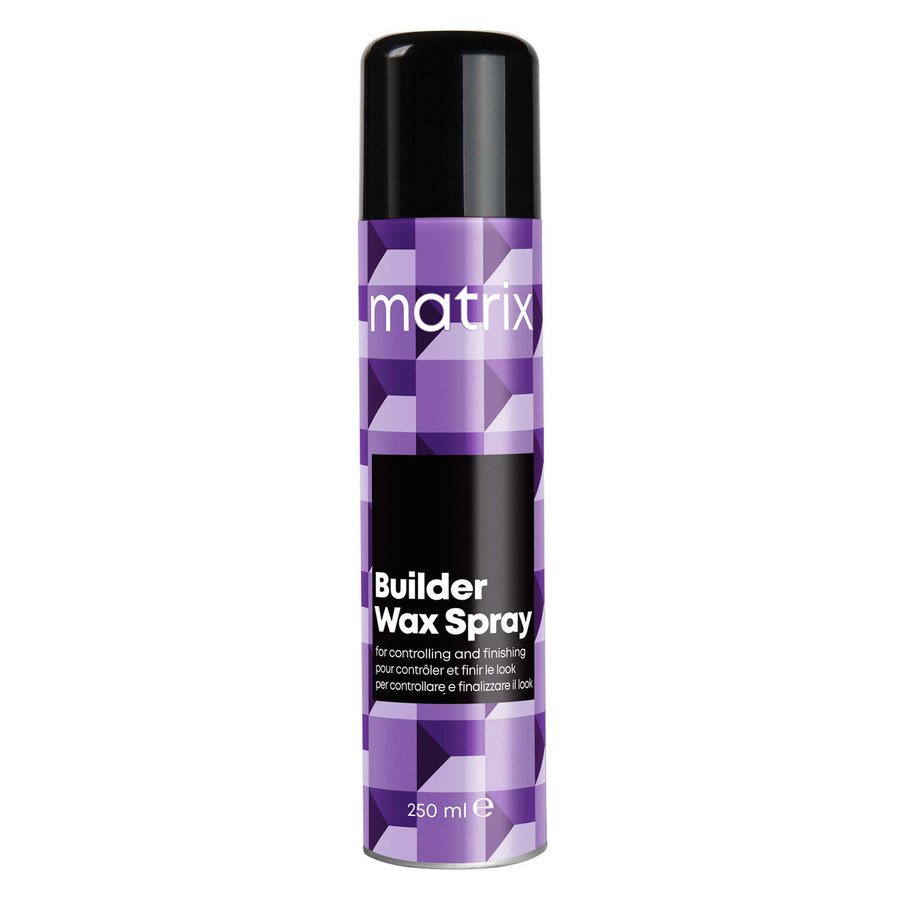 matrix
Builder
Wax Spray
for controlling and finishing
pour contrôler et finir le look
per controllare e finalizzare il look
250 ml ℮